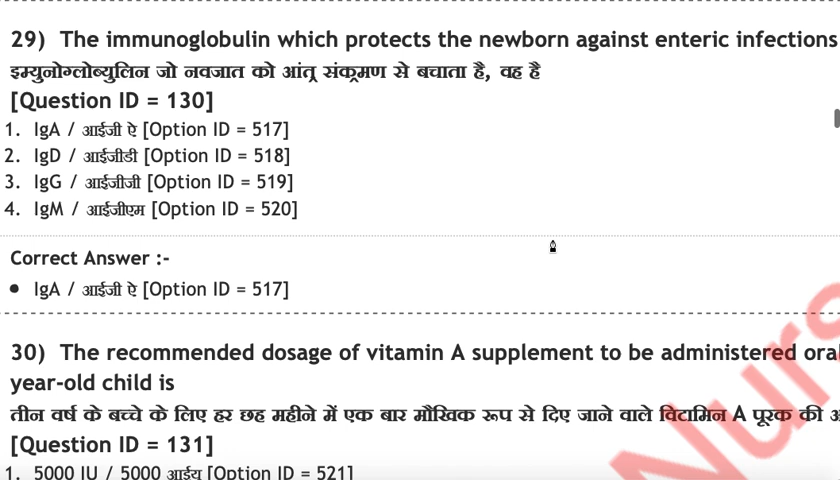 29) The immunoglobulin which protects the newborn against enteric infections
इम्युनोग्लोब्युलिन जो नवजात को आंत्र संक्रमण से बचाता है, वह है
[Question ID = 130]
1. IgA / आईजी ऐ [Option ID = 517]
2. IgD / आईजीडी [Option ID = 518]
3. IgG / आईजीजी [Option ID = 519]
4. IgM / आईजीएम [Option ID = 520]
Correct Answer :-
• IgA / आईजी ऐ [Option ID = 517]
30) The recommended dosage of vitamin A supplement to be administered oral
year-old child is
तीन वर्ष के बच्चे के लिए हर छह महीने में एक बार मौखिक रूप से दिए जाने वाले विटामिन A पूरक की
[Question ID = 131]
1. 5000 IU / 5000 आईयू [Option ID = 521]
Nurs